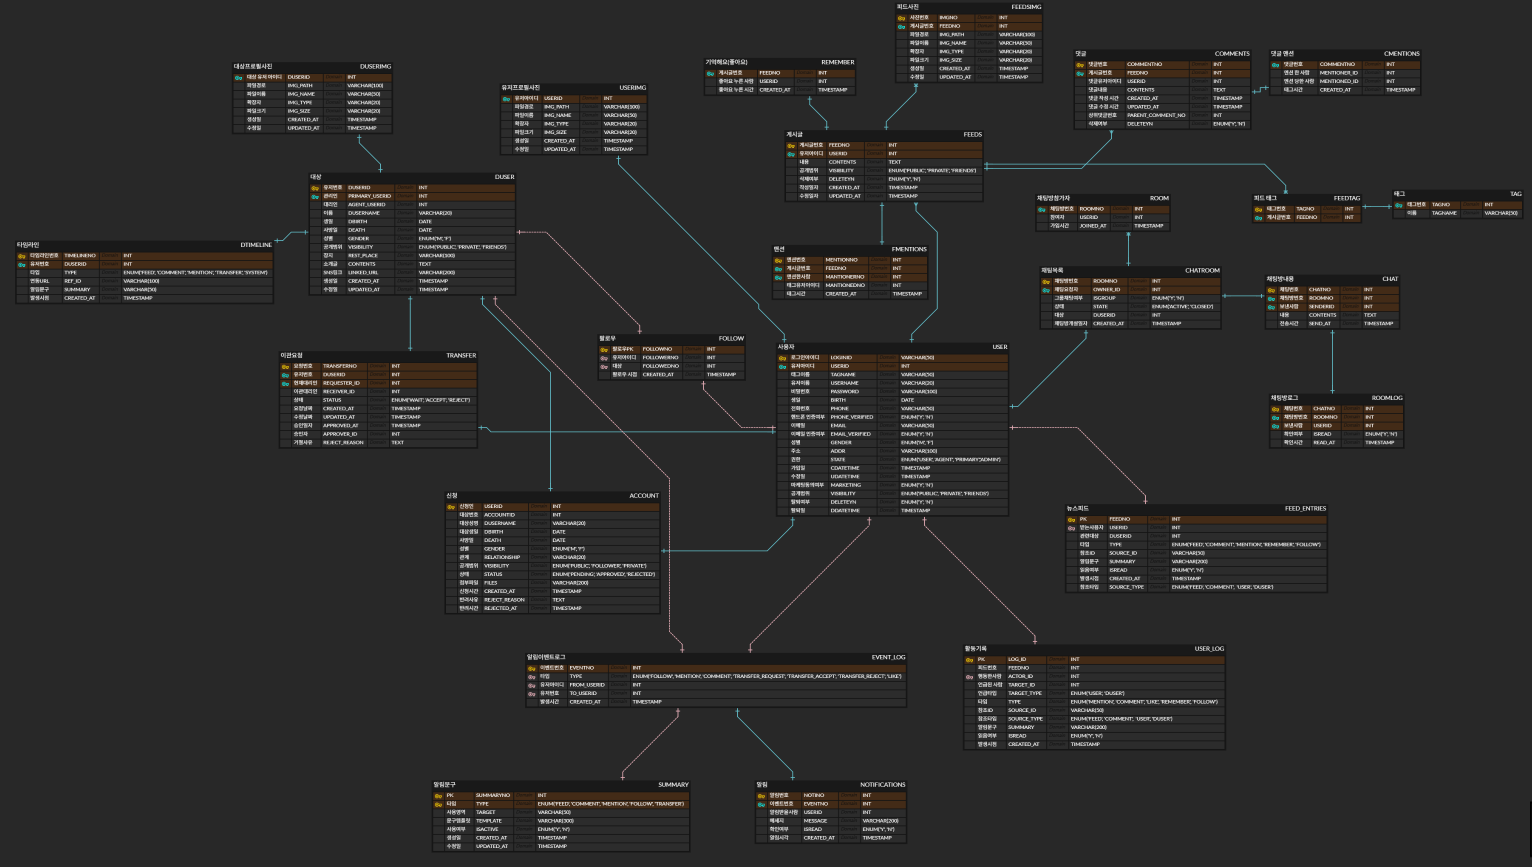 피드사진 FEEDSIMG
사진번호 IMGNO INT
게시글번호 FEEDNO INT
파일경로 IMG_PATH VARCHAR(100)
파일이름 IMG_NAME VARCHAR(50)
확장자 IMG_TYPE VARCHAR(20)
파일크기 IMG_SIZE VARCHAR(20)
생성일 CREATED_AT TIMESTAMP
수정일 UPDATED_AT TIMESTAMP
댓글 COMMENTS
댓글번호 COMMENTNO INT
게시글번호 FEEDNO INT
댓글유저아이디 USERID INT
댓글내용 CONTENTS TEXT
댓글 작성 시간 CREATED_AT TIMESTAMP
댓글 수정 시간 UPDATED_AT TIMESTAMP
상위댓글번호 PARENT_COMMENT_NO INT
삭제여부 DELETEYN ENUM('Y','N')
댓글 멘션 CMENTIONS
댓글번호 COMMENTNO INT
멘션 한 사람 MENTIONER_ID INT
멘션 당한 사람 MENTIONED_ID INT
태그시간 CREATED_AT TIMESTAMP
기억해요(좋아요) REMEMBER
게시글번호 FEEDNO INT
좋아요 누른 사람 USERID INT
좋아요 누른 시간 CREATED_AT TIMESTAMP
대상프로필사진 DUSERIMG
대상 유저 아이디 DUSERID INT
파일경로 IMG_PATH VARCHAR(100)
파일이름 IMG_NAME VARCHAR(50)
확장자 IMG_TYPE VARCHAR(20)
파일크기 IMG_SIZE VARCHAR(20)
생성일 CREATED_AT TIMESTAMP
수정일 UPDATED_AT TIMESTAMP
유저프로필사진 USERIMG
유저아이디 USERID INT
파일경로 IMG_PATH VARCHAR(100)
파일이름 IMG_NAME VARCHAR(50)
확장자 IMG_TYPE VARCHAR(20)
파일크기 IMG_SIZE VARCHAR(20)
생성일 CREATED_AT TIMESTAMP
수정일 UPDATED_AT TIMESTAMP
게시글 FEEDS
게시글번호 FEEDNO INT
유저아이디 USERID INT
내용 CONTENTS TEXT
공개범위 VISIBILITY ENUM('PUBLIC','PRIVATE','FRIENDS')
삭제여부 DELETEYN ENUM('Y','N')
작성일자 CREATED_AT TIMESTAMP
수정일자 UPDATED_AT TIMESTAMP
대상 DUSER
유저번호 DUSERID INT
관리인 PRIMARY_USERID INT
대리인 AGENT_USERID INT
이름 DUSERNAME VARCHAR(20)
생일 DBIRTH DATE
사망일 DEATH DATE
성별 GENDER ENUM('M','F')
공개범위 VISIBILITY ENUM('PUBLIC','PRIVATE','FRIENDS')
장지 REST_PLACE VARCHAR(100)
소개글 CONTENTS TEXT
SNS링크 LINKED_URL VARCHAR(200)
생성일 CREATED_AT TIMESTAMP
수정일 UPDATED_AT TIMESTAMP
채팅방참가자 ROOM
채팅방번호 ROOMNO INT
참여자 USERID INT
가입시간 JOINED_AT TIMESTAMP
피드 태그 FEEDTAG
태그번호 TAGNO INT
게시글번호 FEEDNO INT
태그 TAG
태그번호 TAGNO INT
이름 TAGNAME VARCHAR(50)
타임라인 DTIMELINE
타임라인번호 TIMELINENO INT
유저번호 DUSERID INT
타입 TYPE ENUM('FEED','COMMENT','MENTION','TRANSFER','SYSTEM')
연동URL REF_ID VARCHAR(100)
알림문구 SUMMARY VARCHAR(50)
발생시점 CREATED_AT TIMESTAMP
멘션 FMENTIONS
멘션번호 MENTIONNO INT
게시글번호 FEEDNO INT
멘션한사람 MANTIONERNO INT
태그유저아이디 MANTIONEDNO INT
태그시간 CREATED_AT TIMESTAMP
채팅목록 CHATROOM
채팅방번호 ROOMNO INT
채팅요청자 OWNER_ID INT
그룹채팅여부 ISGROUP ENUM('Y','N')
상태 STATE ENUM('ACTIVE','CLOSED')
대상 DUSERID INT
채팅방개설일자 CREATED_AT TIMESTAMP
채팅방내용 CHAT
채팅번호 CHATNO INT
채팅방번호 ROOMNO INT
보낸사람 SENDERID INT
내용 CONTENTS TEXT
전송시간 SEND_AT TIMESTAMP
팔로우 FOLLOW
팔로우PK FOLLOWNO INT
유저아이디 FOLLOWERNO INT
대상 FOLLOWEDNO INT
팔로우 시점 CREATED_AT TIMESTAMP
이관요청 TRANSFER
요청번호 TRANSFERNO INT
유저번호 DUSERID INT
현재대리인 REQUESTER_ID INT
이관대리인 RECEIVER_ID INT
상태 STATUS ENUM('WAIT','ACCEPT','REJECT')
요청날짜 CREATED_AT TIMESTAMP
수정날짜 UPDATED_AT TIMESTAMP
승인일자 APPROVED_AT TIMESTAMP
승인자 APPROVER_ID INT
거절사유 REJECT_REASON TEXT
사용자 USER
로그인아이디 LOGINID VARCHAR(50)
유저아이디 USERID INT
태그이름 TAGNAME VARCHAR(50)
유저이름 USERNAME VARCHAR(20)
비밀번호 PASSWORD VARCHAR(100)
생일 BIRTH DATE
전화번호 PHONE VARCHAR(50)
핸드폰 인증여부 PHONE_VERIFIED ENUM('Y','N')
이메일 EMAIL VARCHAR(50)
이메일 인증여부 EMAIL_VERIFIED ENUM('Y','N')
성별 GENDER ENUM('M','F')
주소 ADDR VARCHAR(100)
권한 STATE ENUM('USER','AGENT','PRIMARY','ADMIN')
가입일 CDATETIME TIMESTAMP
수정일 UDATETIME TIMESTAMP
마케팅동의여부 MARKETING ENUM('Y','N')
공개범위 VISIBILITY ENUM('PUBLIC','PRIVATE','FRIENDS')
탈퇴여부 DELETEYN ENUM('Y','N')
탈퇴일 DDATETIME TIMESTAMP
채팅방로그 ROOMLOG
채팅번호 CHATNO INT
채팅방번호 ROOMNO INT
보낸사람 USERID INT
확인여부 ISREAD ENUM('Y','N')
확인시간 READ_AT TIMESTAMP
신청 ACCOUNT
신청인 USERID INT
대상번호 ACCOUNTID INT
대상성명 DUSERNAME VARCHAR(20)
대상생일 DBIRTH DATE
사망일 DEATH DATE
성별 GENDER ENUM('M','F')
관계 RELATIONSHIP VARCHAR(20)
공개범위 VISIBILITY ENUM('PUBLIC','FOLLOWER','PRIVATE')
상태 STATUS ENUM('PENDING','APPROVED','REJECTED')
첨부파일 FILES VARCHAR(200)
신청시간 CREATED_AT TIMESTAMP
반려사유 REJECT_REASON TEXT
반려시간 REJECTED_AT TIMESTAMP
뉴스피드 FEED_ENTRIES
PK FEEDNO INT
받는사용자 USERID INT
관련대상 DUSERID INT
타입 TYPE ENUM('FEED','COMMENT','MENTION','REMEMBER','FOLLOW')
참조ID SOURCE_ID VARCHAR(50)
알림문구 SUMMARY VARCHAR(200)
읽음여부 ISREAD ENUM('Y','N')
발생시점 CREATED_AT TIMESTAMP
참조타입 SOURCE_TYPE ENUM('FEED','COMMENT', 'USER','DUSER')
알림이벤트로그 EVENT_LOG
이벤트번호 EVENTNO INT
타입 TYPE ENUM('FOLLOW','MENTION','COMMENT','TRANSFER_REQUEST','TRANSFER_ACCEPT','TRANSFER_REJECT','LIKE')
유저아이디 FROM_USERID INT
유저번호 TO_USERID INT
발생시간 CREATED_AT TIMESTAMP
활동기록 USER_LOG
PK LOG_ID INT
피드번호 FEEDNO INT
행동한사람 ACTOR_ID INT
언급된 사람 TARGET_ID INT
언급타입 TARGET_TYPE ENUM('USER','DUSER')
타입 TYPE ENUM('MENTION','COMMENT','LIKE','REMEMBER','FOLLOW')
참조ID SOURCE_ID VARCHAR(50)
참조타입 SOURCE_TYPE ENUM('FEED','COMMENT', 'USER','DUSER')
알림문구 SUMMARY VARCHAR(200)
읽음여부 ISREAD ENUM('Y','N')
발생시점 CREATED_AT TIMESTAMP
알림문구 SUMMARY
PK SUMMARYNO INT
타입 TYPE ENUM('FEED','COMMENT','MENTION','FOLLOW','TRANSFER')
사용영역 TARGET VARCHAR(50)
문구템플릿 TEMPLATE VARCHAR(300)
사용여부 ISACTIVE ENUM('Y','N')
생성일 CREATED_AT TIMESTAMP
수정일 UPDATED_AT TIMESTAMP
알림 NOTIFICATIONS
알림번호 NOTINO INT
이벤트번호 EVENTNO INT
알림받을사람 USERID INT
메세지 MESSAGE VARCHAR(200)
확인여부 ISREAD ENUM('Y','N')
알림시각 CREATED_AT TIMESTAMP